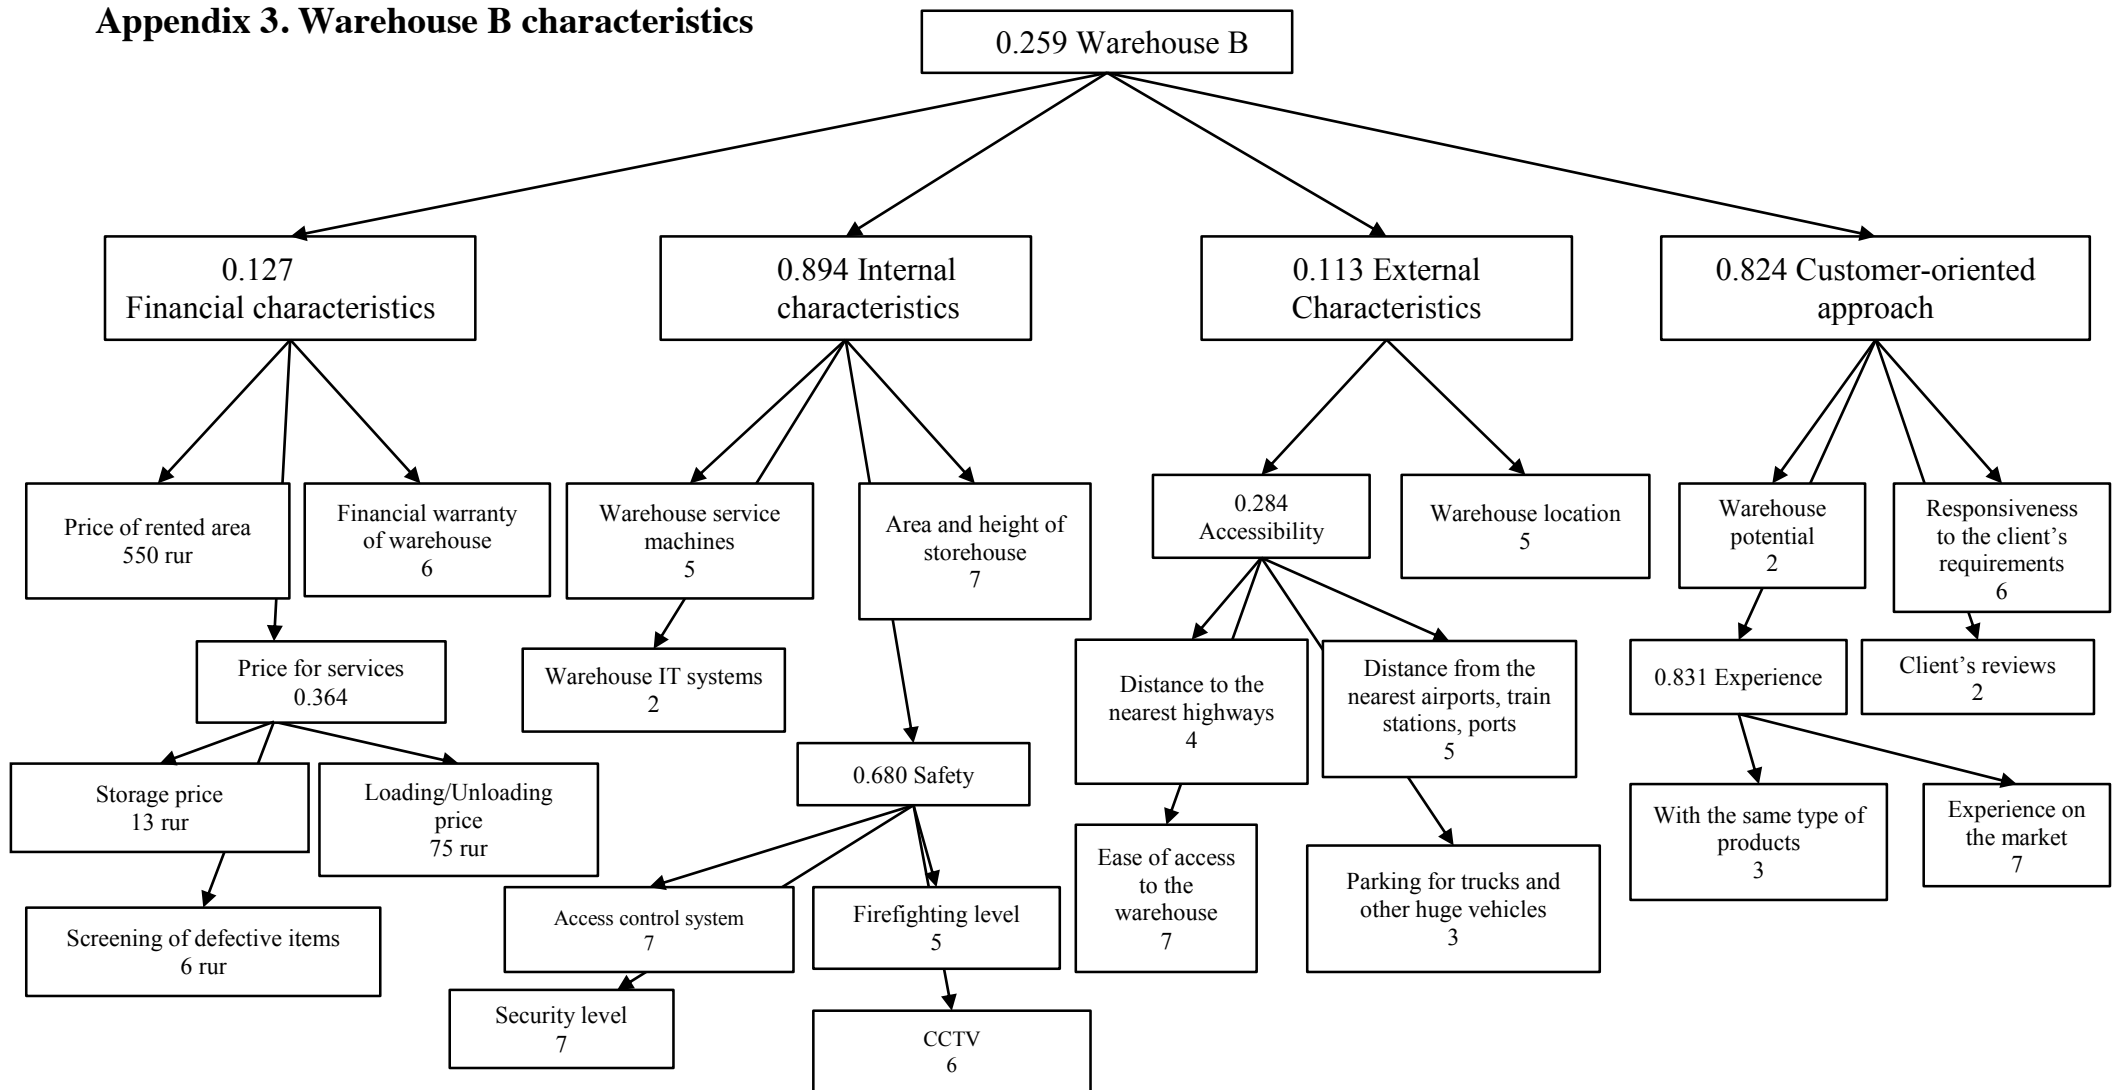 Appendix 3. Warehouse B characteristics
0.259 Warehouse B
0.127
Financial characteristics
0.894 Internal
characteristics
0.113 External
Characteristics
0.824 Customer-oriented
approach
Price of rented area
550 rur
Financial warranty
of warehouse
6
Warehouse service
machines
5
Area and height of
storehouse
7
0.284
Accessibility
Warehouse location
5
Warehouse
potential
2
Responsiveness
to the client’s
requirements
6
Price for services
0.364
Warehouse IT systems
2
Distance to the
nearest highways
4
Distance from the
nearest airports, train
stations, ports
5
0.831 Experience
Client’s reviews
2
Storage price
13 rur
Loading/Unloading
price
75 rur
0.680 Safety
With the same type of
products
3
Experience on
the market
7
Ease of access
to the
warehouse
7
Parking for trucks and
other huge vehicles
3
Screening of defective items
6 rur
Access control system
7
Firefighting level
5
Security level
7
CCTV
6